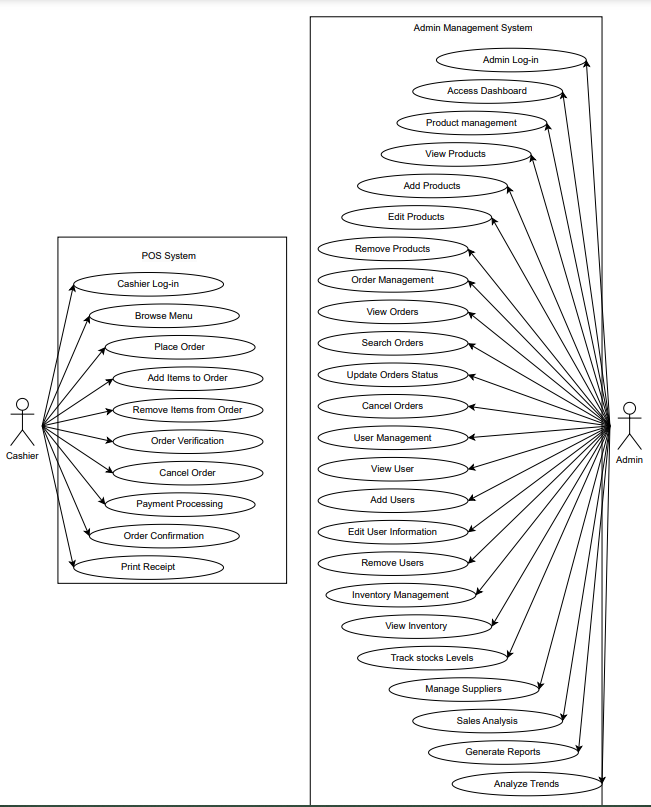 Admin Management System
Admin Log-in
Access Dashboard
Product management
View Products
Add Products
Edit Products
Remove Products
Order Management
View Orders
Search Orders
Update Orders Status
Cancel Orders
User Management
View User
Add Users
Edit User Information
Remove Users
Inventory Management
View Inventory
Track stocks Levels
Manage Suppliers
Sales Analysis
Generate Reports
Analyze Trends
Admin
POS System
Cashier Log-in
Browse Menu
Place Order
Add Items to Order
Remove Items from Order
Order Verification
Cancel Order
Payment Processing
Order Confirmation
Print Receipt
Cashier